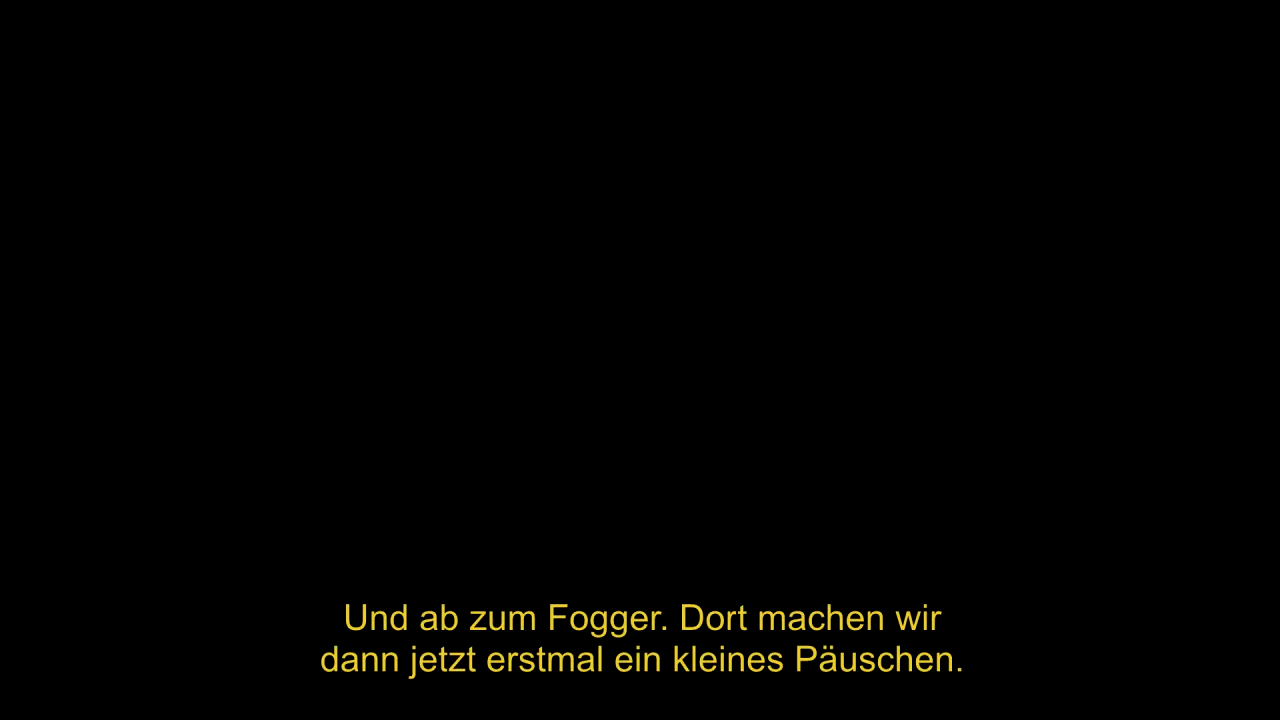 Und ab zum Fogger. Dort machen wir
dann jetzt erstmal ein kleines Päuschen.